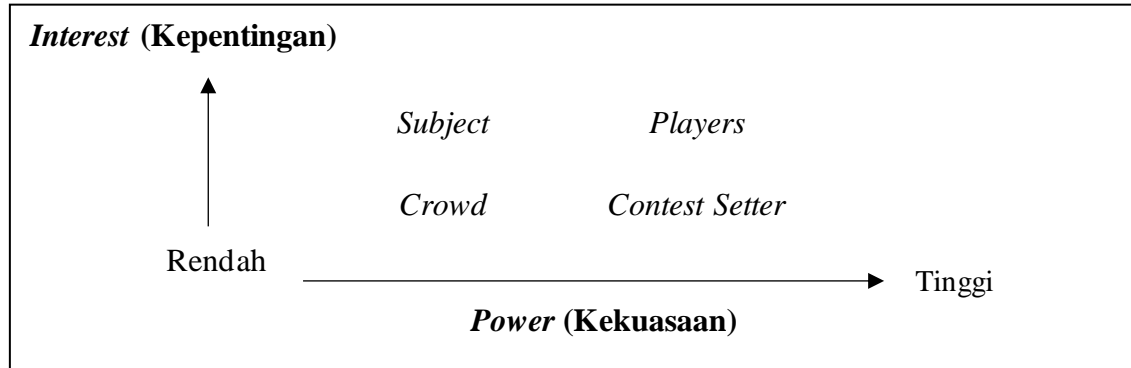 Interest (Kepentingan)
Subject Players
Crowd Contest Setter
Rendah
Tinggi
Power (Kekuasaan)